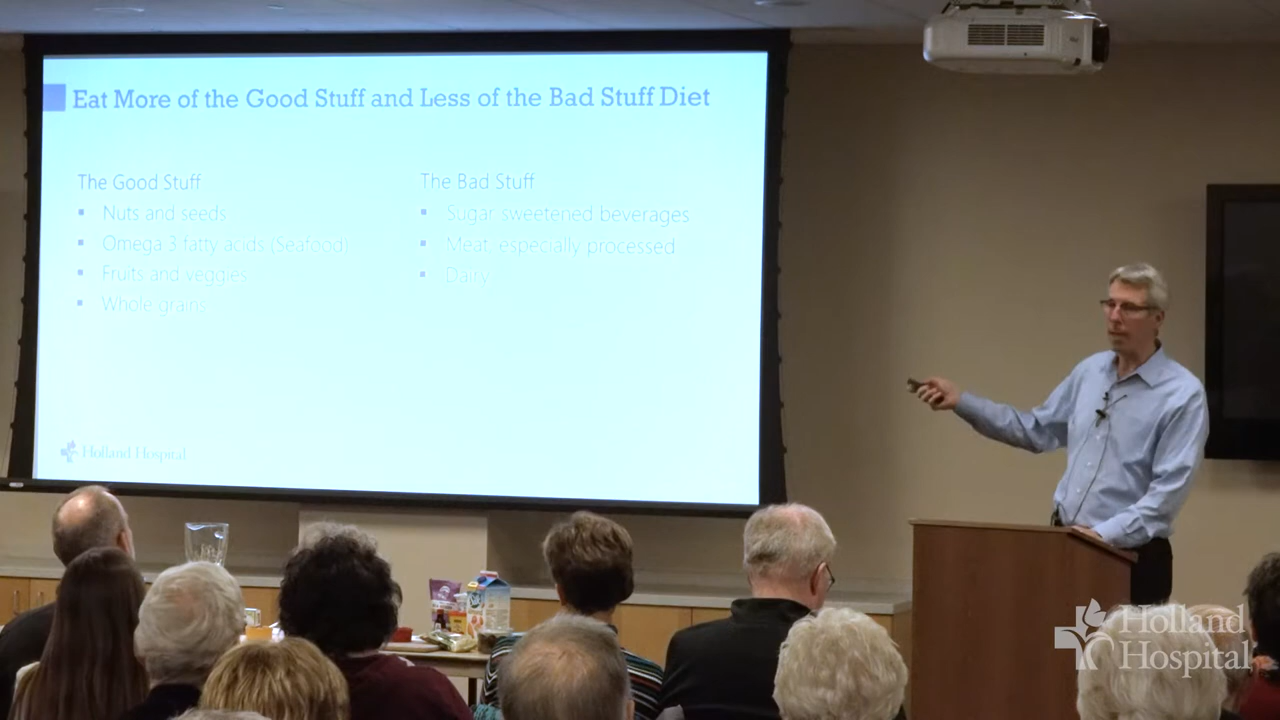 Eat More of the Good Stuff and Less of the Bad Stuff Diet
The Good Stuff
Nuts and seeds
Omega 3 fatty acids (Seafood)
Fruits and veggies
Whole grains
The Bad Stuff
Sugar sweetened beverages
Meat, especially processed
Dairy
Holland Hospital
Holland
Hospital